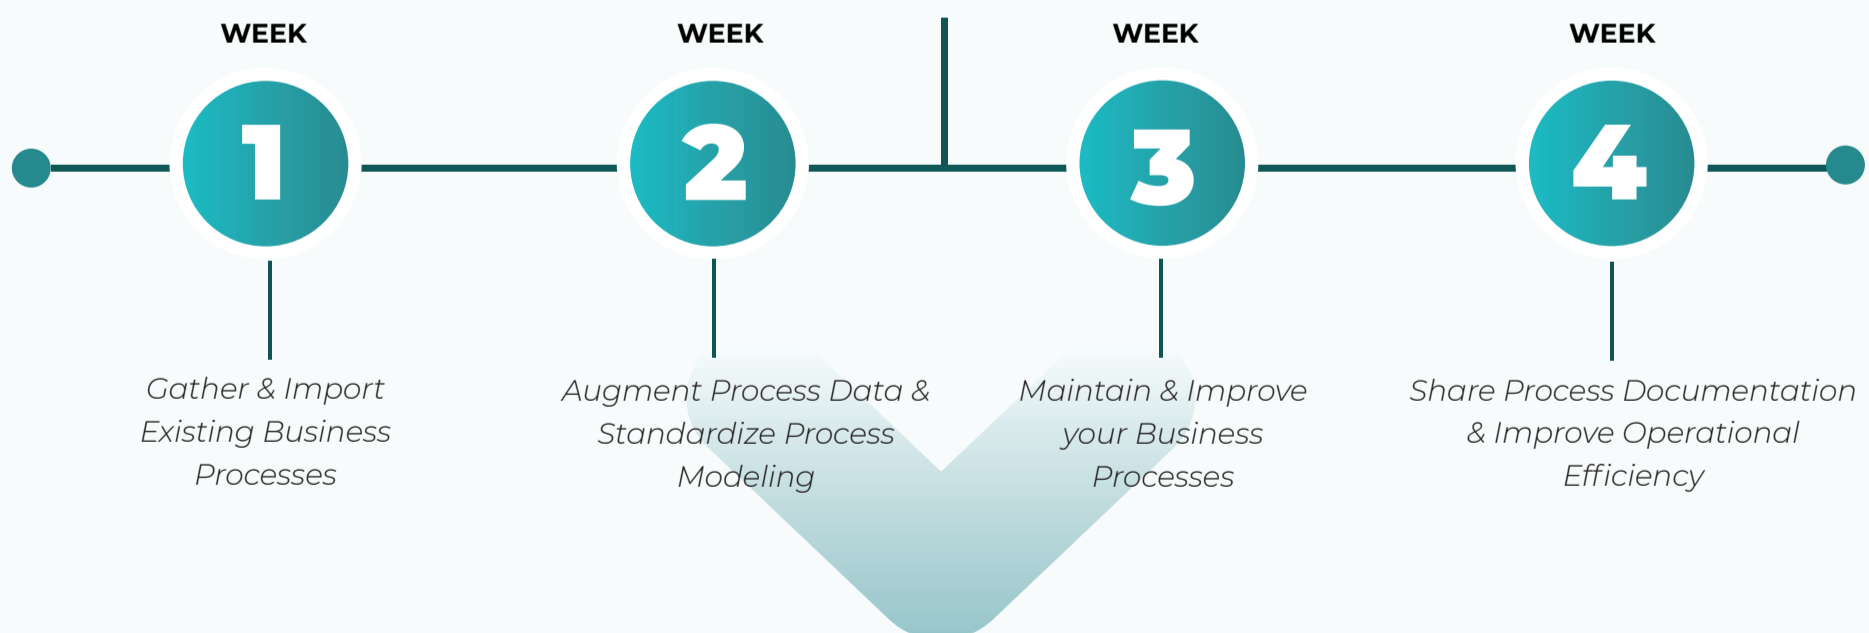 WEEK
1
Gather & Import
Existing Business
Processes
WEEK
2
Augment Process Data &
Standardize Process
Modeling
WEEK
3
Maintain & Improve
your Business
Processes
WEEK
4
Share Process Documentation
& Improve Operational
Efficiency